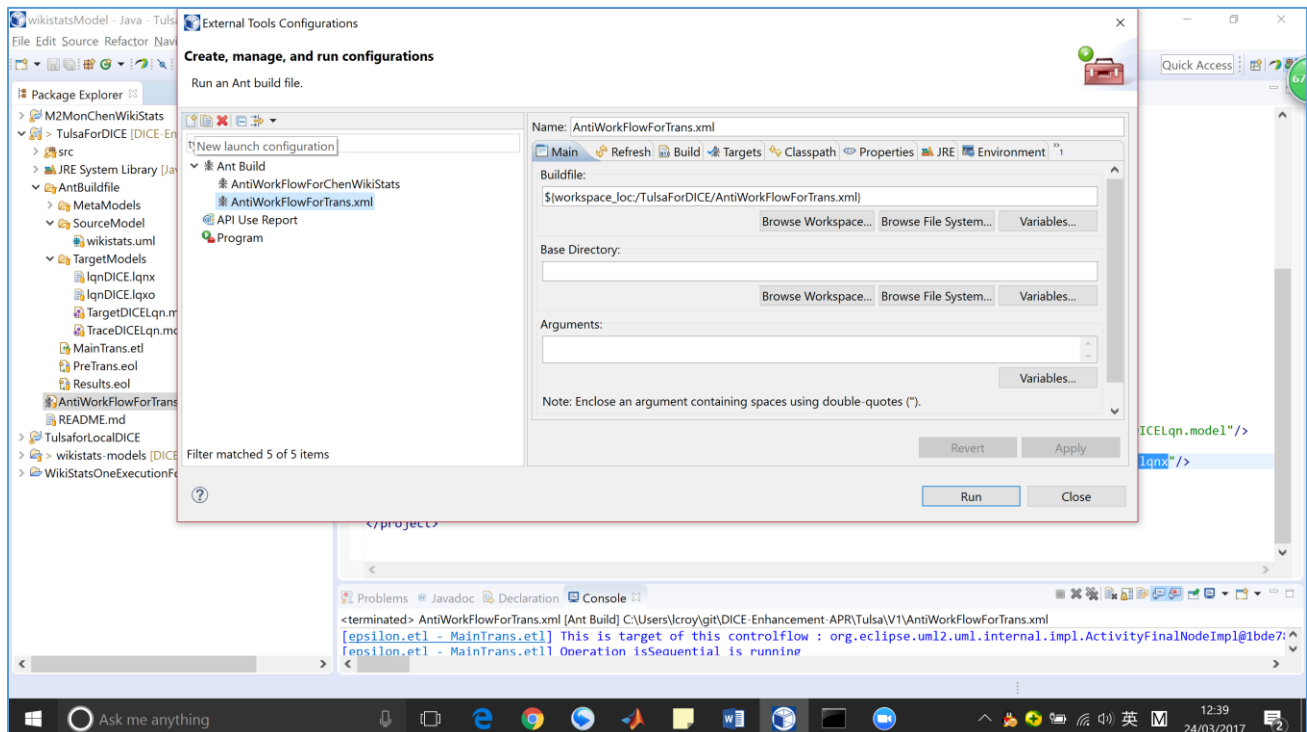 wikistatsModel - Java - Tuls
External Tools Configurations
File Edit Source Refactor Navi
Create, manage, and run configurations
Run an Ant build file.
Quick Access
67
Package Explorer
M2MonChenWikiStats
> TulsaForDICE [DICE-En
src
JRE System Library [Jav
AntBuildfile
MetaModels
SourceModel
wikistats.uml
TargetModels
lqnDICE.lqnx
lqnDICE.lqxo
TargetDICELqn.m
TraceDICELqn.mo
MainTrans.etl
PreTrans.eol
Results.eol
AntiWorkFlowForTrans
README.md
TulsaforLocalDICE
> wikistats-models [DICE
WikiStatsOneExecutionFo
New launch configuration
Ant Build
AntiWorkFlowForChenWikiStats
AntiWorkFlowForTrans.xml
API Use Report
Program
Filter matched 5 of 5 items
Name: AntiWorkFlowForTrans.xml
Main Refresh Build Targets Classpath Properties JRE Environment »1
Buildfile:
${workspace_loc:/TulsaForDICE/AntiWorkFlowForTrans.xml}
Browse Workspace... Browse File System... Variables...
Base Directory:
Browse Workspace... Browse File System... Variables...
Arguments:
Variables...
Note: Enclose an argument containing spaces using double-quotes (").
Revert Apply
Run Close
ICELqn.model"/>
lqnx"/>
</project>
Problems Javadoc Declaration Console
<terminated> AntiWorkFlowForTrans.xml [Ant Build] C:\Users\lcroy\git\DICE-Enhancement-APR\Tulsa\V1\AntiWorkFlowForTrans.xml
[epsilon.etl - MainTrans.etl] This is target of this controlflow : org.eclipse.uml2.uml.internal.impl.ActivityFinalNodeImpl@1bde7
[epsilon.etl - MainTrans.etl] Operation isSequential is running
Ask me anything
英
M
12:39
24/03/2017
2